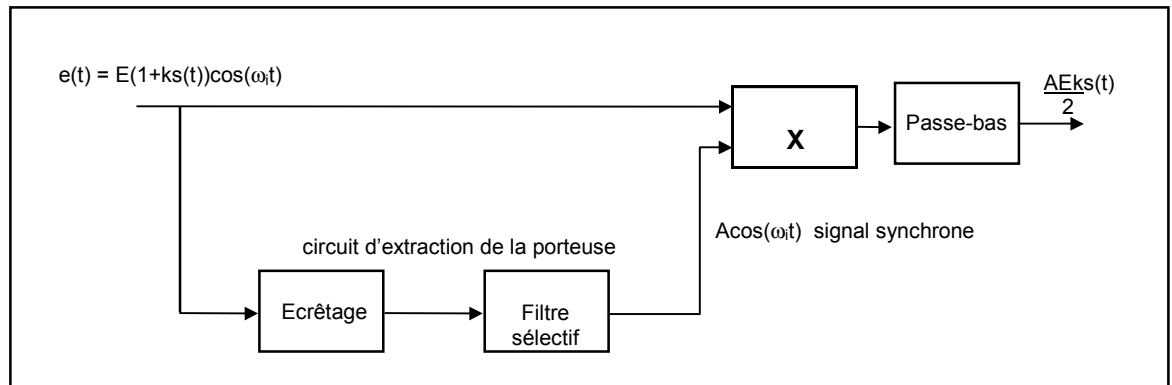 e(t) = E(1+ks(t))cos(ωit)
AEks(t)
2
Passe-bas
X
Acos(ωit) signal synchrone
circuit d’extraction de la porteuse
Ecrêtage
Filtre
sélectif